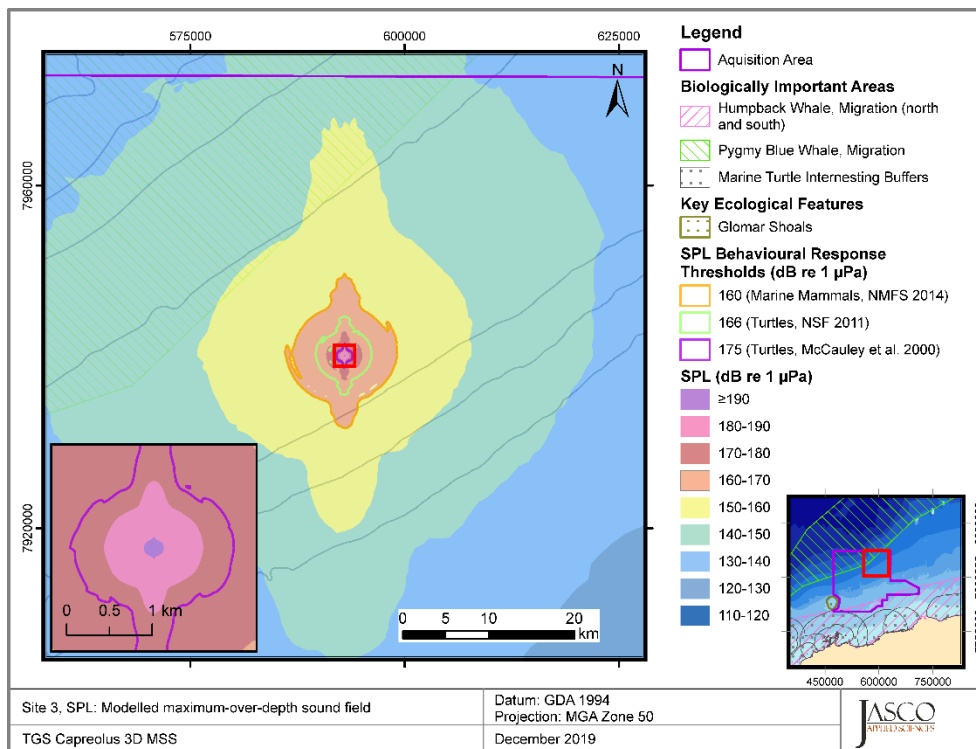 575000 600000 625000
7960000
7920000
N
0 0.5 1 km
0 5 10 20
km
Legend
Aquisition Area
Biologically Important Areas
Humpback Whale, Migration (north
and south)
Pygmy Blue Whale, Migration
Marine Turtle Internesting Buffers
Key Ecological Features
Glomar Shoals
SPL Behavioural Response
Thresholds (dB re 1 µPa)
160 (Marine Mammals, NMFS 2014)
166 (Turtles, NSF 2011)
175 (Turtles, McCauley et al. 2000)
SPL (dB re 1 µPa)
≥190
180-190
170-180
160-170
150-160
140-150
130-140
120-130
110-120
450000 600000 750000
Site 3, SPL: Modelled maximum-over-depth sound field
Datum: GDA 1994
Projection: MGA Zone 50
TGS Capreolus 3D MSS
December 2019
JASCO
APPLIED SCIENCES